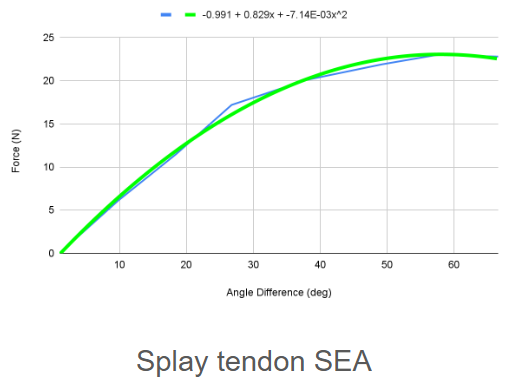 -0.991 + 0.829x + -7.14E-03x^2
25
20
15
10
5
0
Force (N)
10 20 30 40 50 60
Angle Difference (deg)
Splay tendon SEA